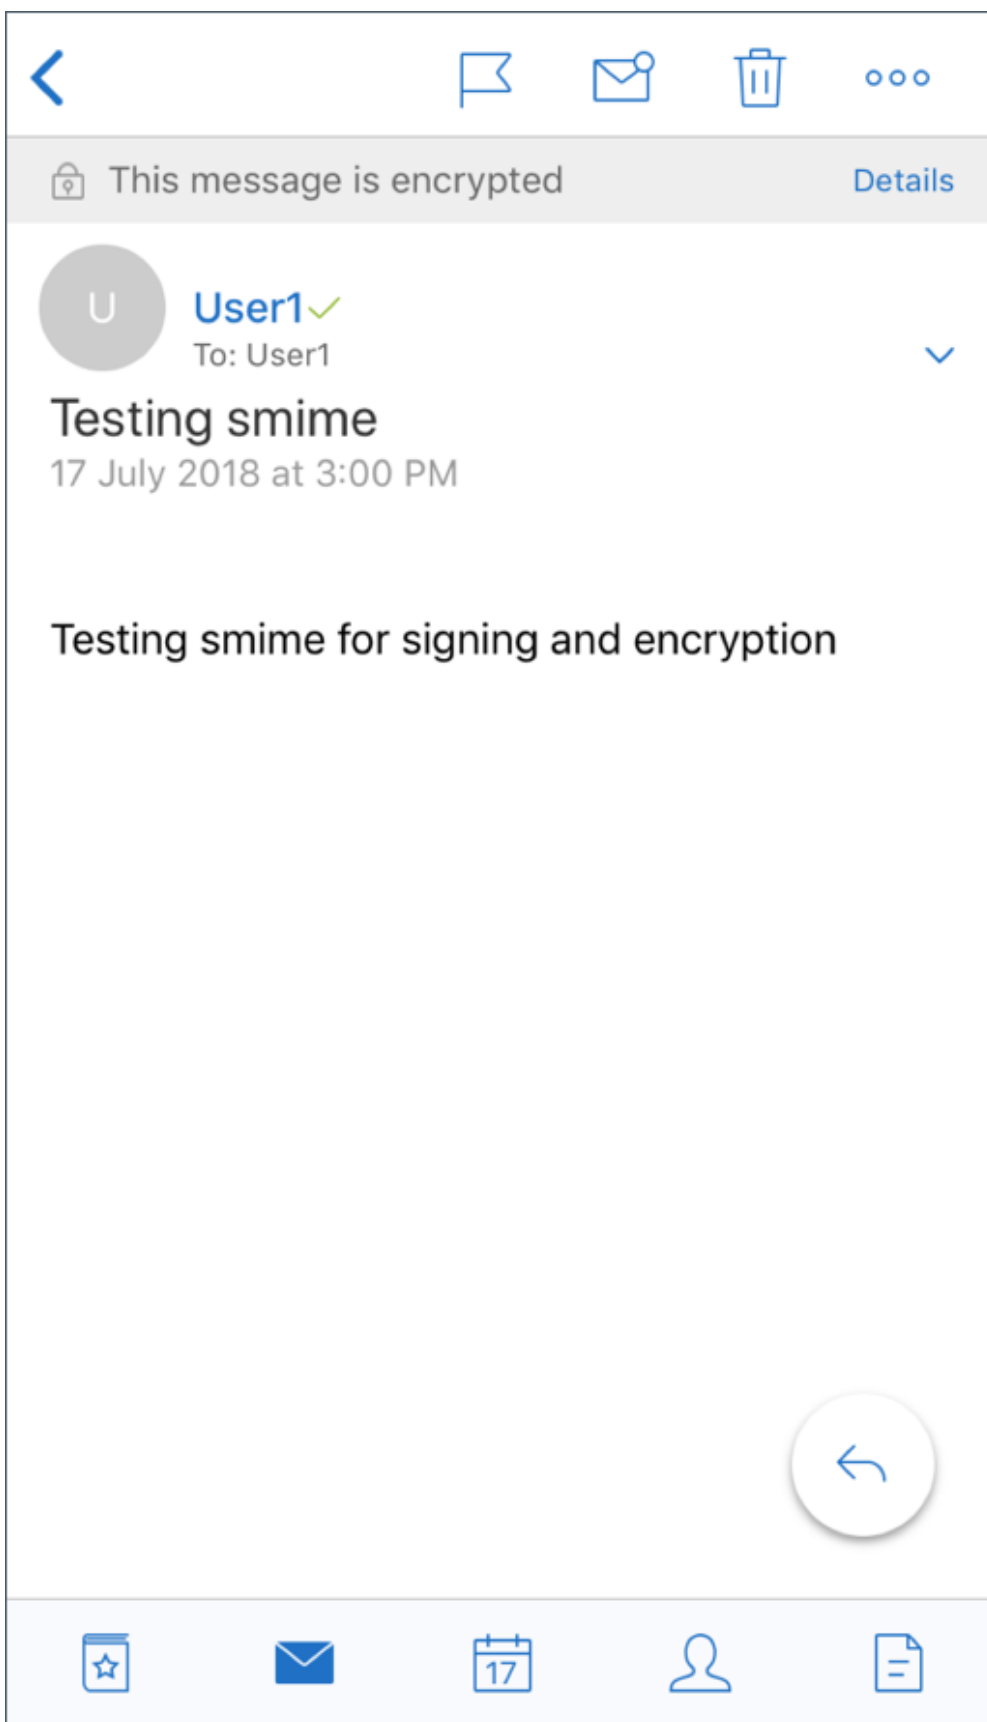 This message is encrypted Details
U
User1
To: User1
Testing smime
17 July 2018 at 3:00 PM
Testing smime for signing and encryption
17